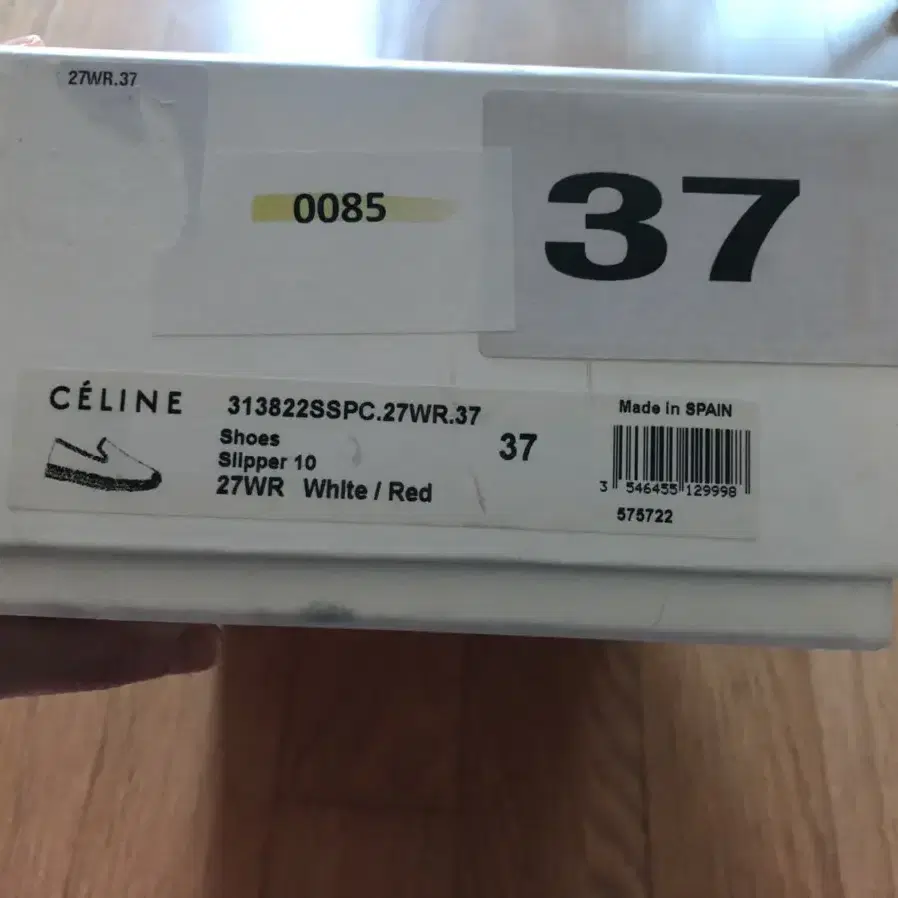 27WR.37
0085
37
CÉLINE
313822SSPC.27WR.37
Shoes
Slipper 10
27WR White / Red
37
Made in SPAIN
3 546455 129998
575722